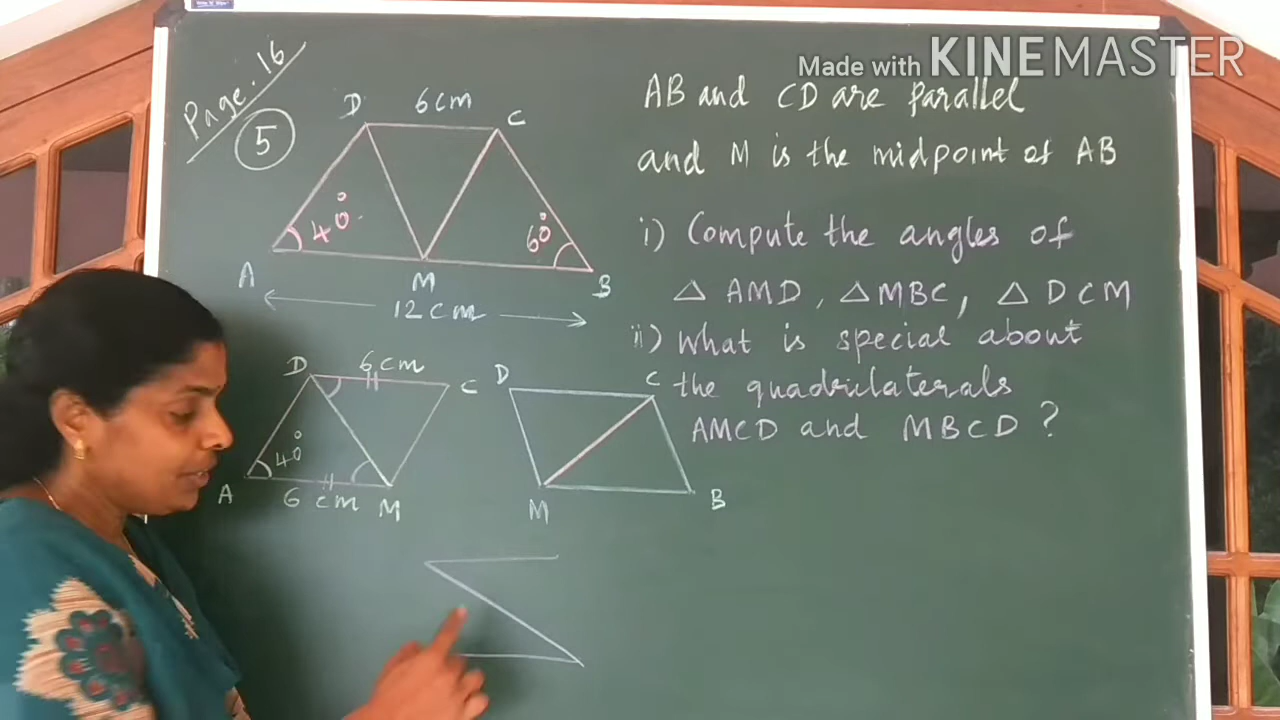 Made with KINEMASTER
Page. 16
5
D 6cm C
40°
60°
A M B
12cm
AB and CD are parallel
and M is the midpoint of AB
i) Compute the angles of
△ AMD, △ MBC, △ DCM
ii) What is special about
the quadrilaterals
AMCD and MBCD ?
D 6cm C
40°
A 6 cm M
D C
M B